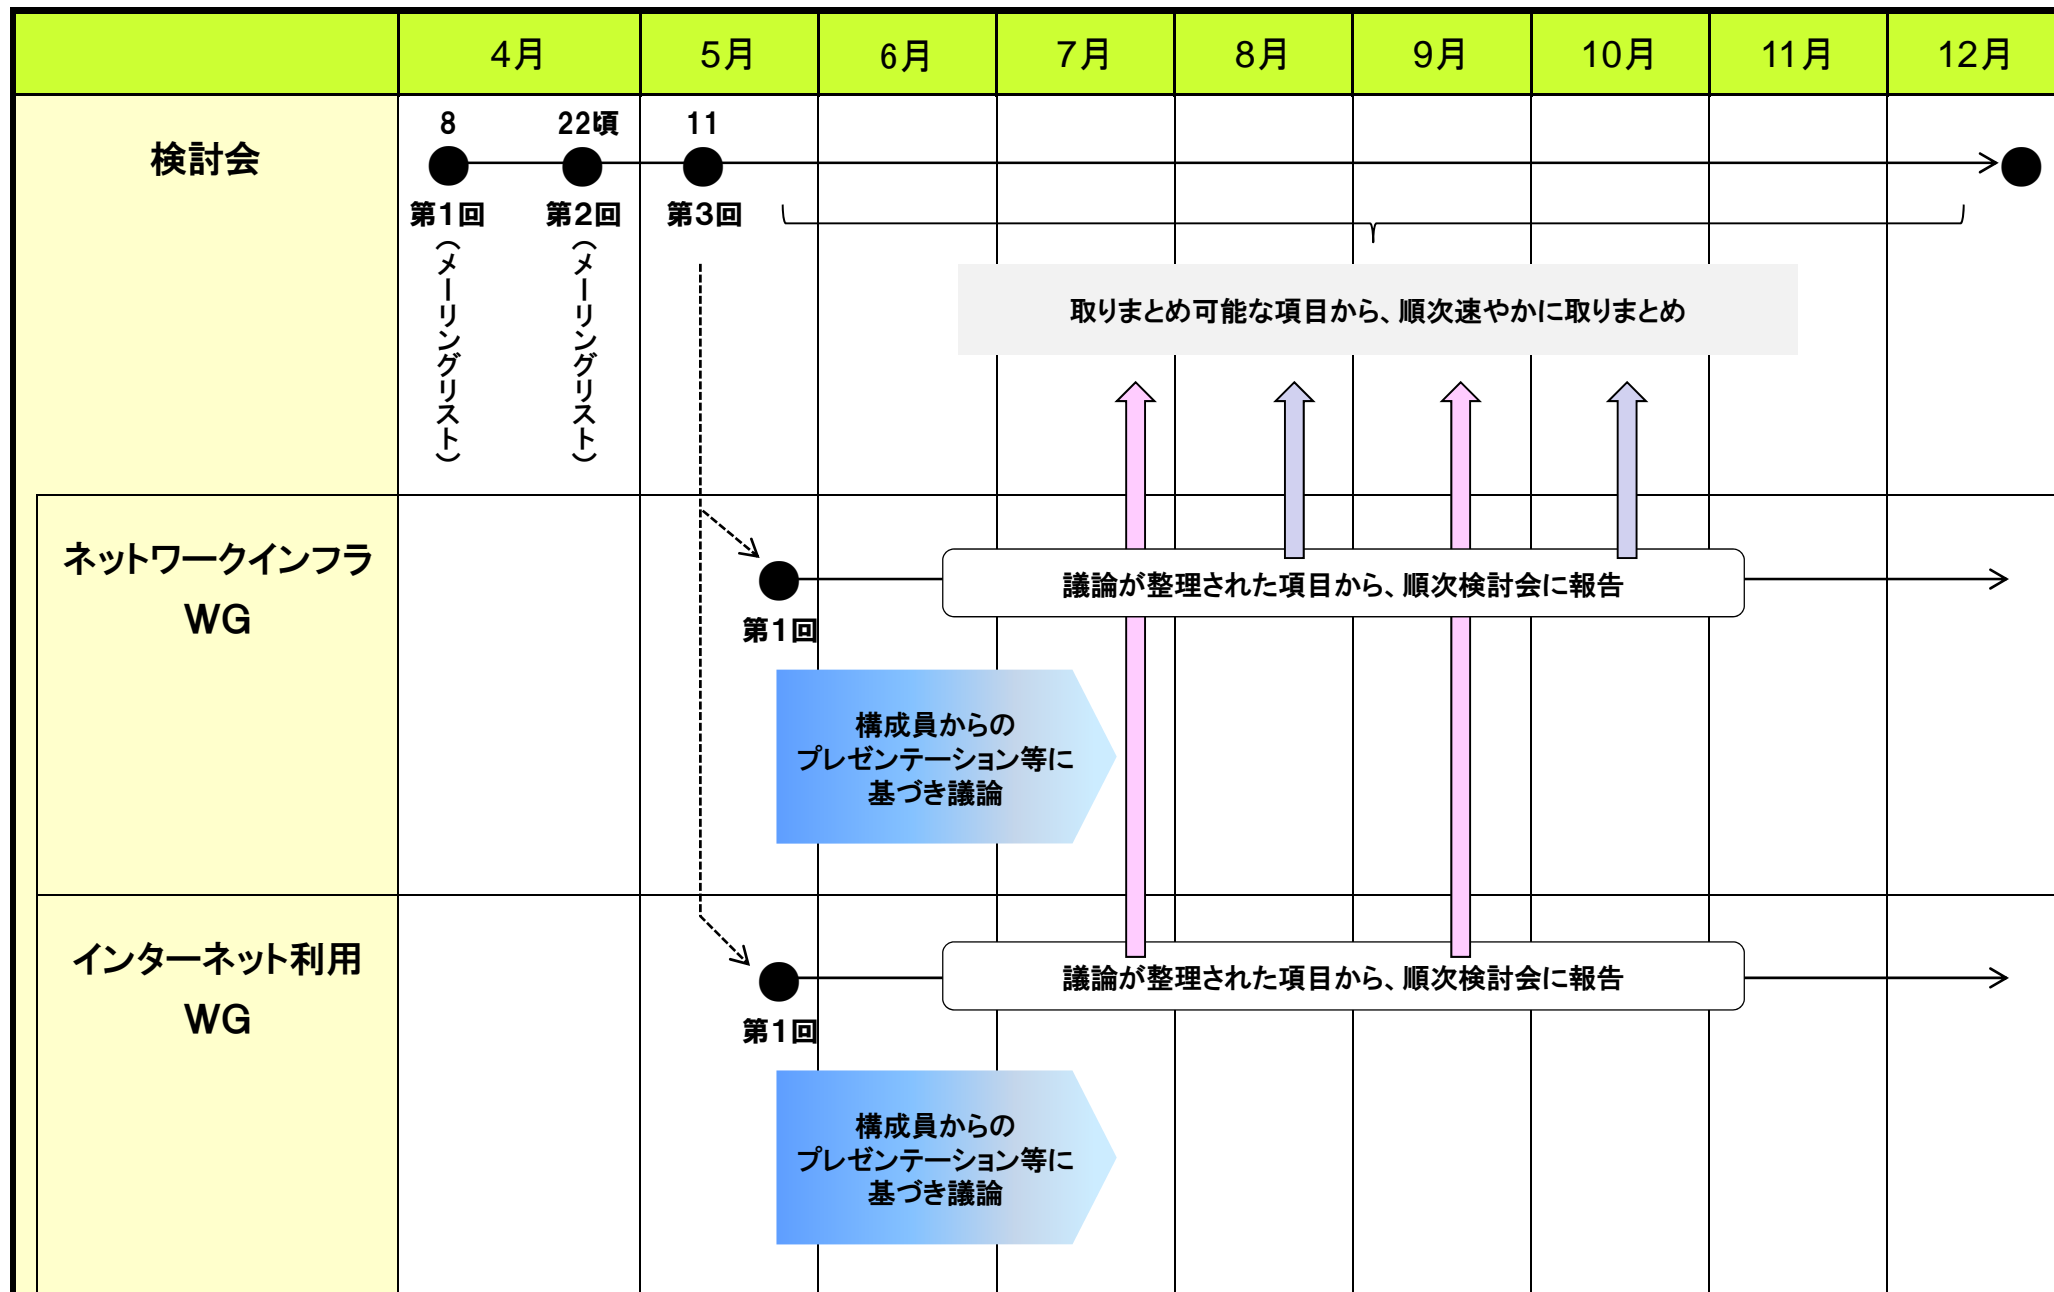 4月
5月
6月
7月
8月
9月
10月
11月
12月
検討会
8
22頃
11
第1回
第2回
第3回
（メーリングリスト）
（メーリングリスト）
取りまとめ可能な項目から、順次速やかに取りまとめ
ネットワークインフラ
WG
議論が整理された項目から、順次検討会に報告
第1回
構成員からの
プレゼンテーション等に
基づき議論
インターネット利用
WG
議論が整理された項目から、順次検討会に報告
第1回
構成員からの
プレゼンテーション等に
基づき議論